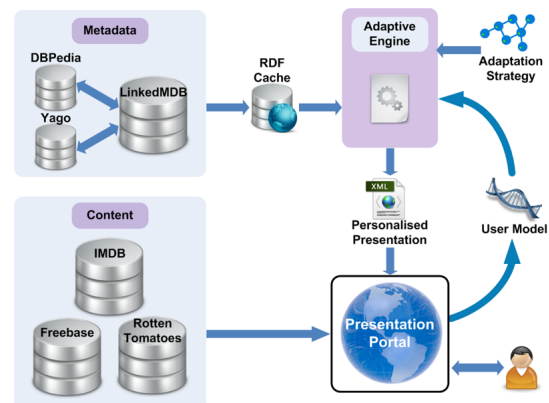 Metadata
DBPedia
LinkedMDB
Yago
RDF
Cache
Adaptive
Engine
Adaptation
Strategy
XML
Personalised
Presentation
User Model
Content
IMDB
Freebase
Rotten
Tomatoes
Presentation
Portal